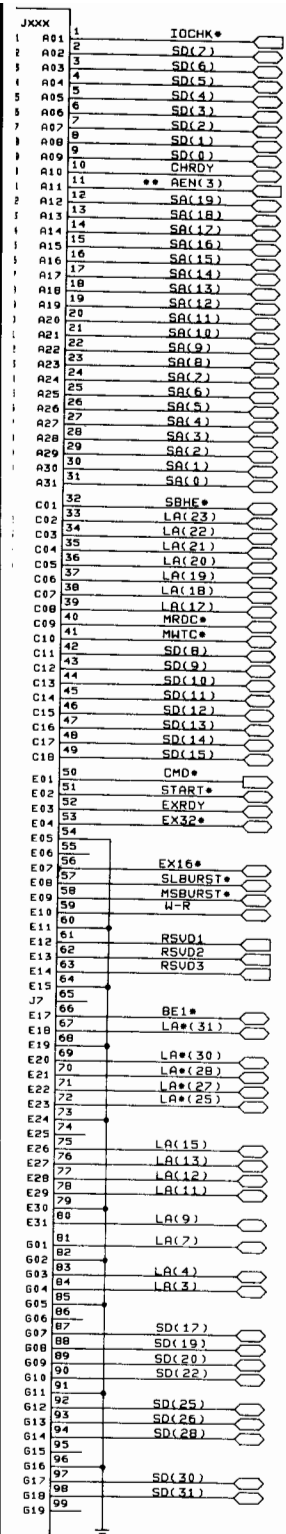 JXXX
A01 1 IOCHK*
A02 2 SD(7)
A03 3 SD(6)
A04 4 SD(5)
A05 5 SD(4)
A06 6 SD(3)
A07 7 SD(2)
A08 8 SD(1)
A09 9 SD(0)
A10 10 CHRDY
A11 11 ** AEN(3)
A12 12 SA(19)
A13 13 SA(18)
A14 14 SA(17)
A15 15 SA(16)
A16 16 SA(15)
A17 17 SA(14)
A18 18 SA(13)
A19 19 SA(12)
A20 20 SA(11)
A21 21 SA(10)
A22 22 SA(9)
A23 23 SA(8)
A24 24 SA(7)
A25 25 SA(6)
A26 26 SA(5)
A27 27 SA(4)
A28 28 SA(3)
A29 29 SA(2)
A30 30 SA(1)
A31 31 SA(0)
C01 32 SBHE*
C02 33 LA(23)
C03 34 LA(22)
C04 35 LA(21)
C05 36 LA(20)
C06 37 LA(19)
C07 38 LA(18)
C08 39 LA(17)
C09 40 MRDC*
C10 41 MWTC*
C11 42 SD(8)
C12 43 SD(9)
C13 44 SD(10)
C14 45 SD(11)
C15 46 SD(12)
C16 47 SD(13)
C17 48 SD(14)
C18 49 SD(15)
E01 50 CMD*
E02 51 START*
E03 52 EXRDY
E04 53 EX32*
E05 54
E06 55
E07 56 EX16*
E08 57 SLBURST*
E09 58 MSBURST*
E10 59 W-R
E11 60
E12 61 RSVD1
E13 62 RSVD2
E14 63 RSVD3
E15 64
J7 65
E17 66 BE1*
E18 67 LA*(31)
E19 68
E20 69 LA*(30)
E21 70 LA*(28)
E22 71 LA*(27)
E23 72 LA*(25)
E24 73
E25 74
E26 75 LA(15)
E27 76 LA(13)
E28 77 LA(12)
E29 78 LA(11)
E30 79
E31 80 LA(9)
G01 81 LA(7)
G02 82
G03 83 LA(4)
G04 84 LA(3)
G05 85
G06 86
G07 87 SD(17)
G08 88 SD(19)
G09 89 SD(20)
G10 90 SD(22)
G11 91
G12 92 SD(25)
G13 93 SD(26)
G14 94 SD(28)
G15 95
G16 96
G17 97 SD(30)
G18 98 SD(31)
G19 99